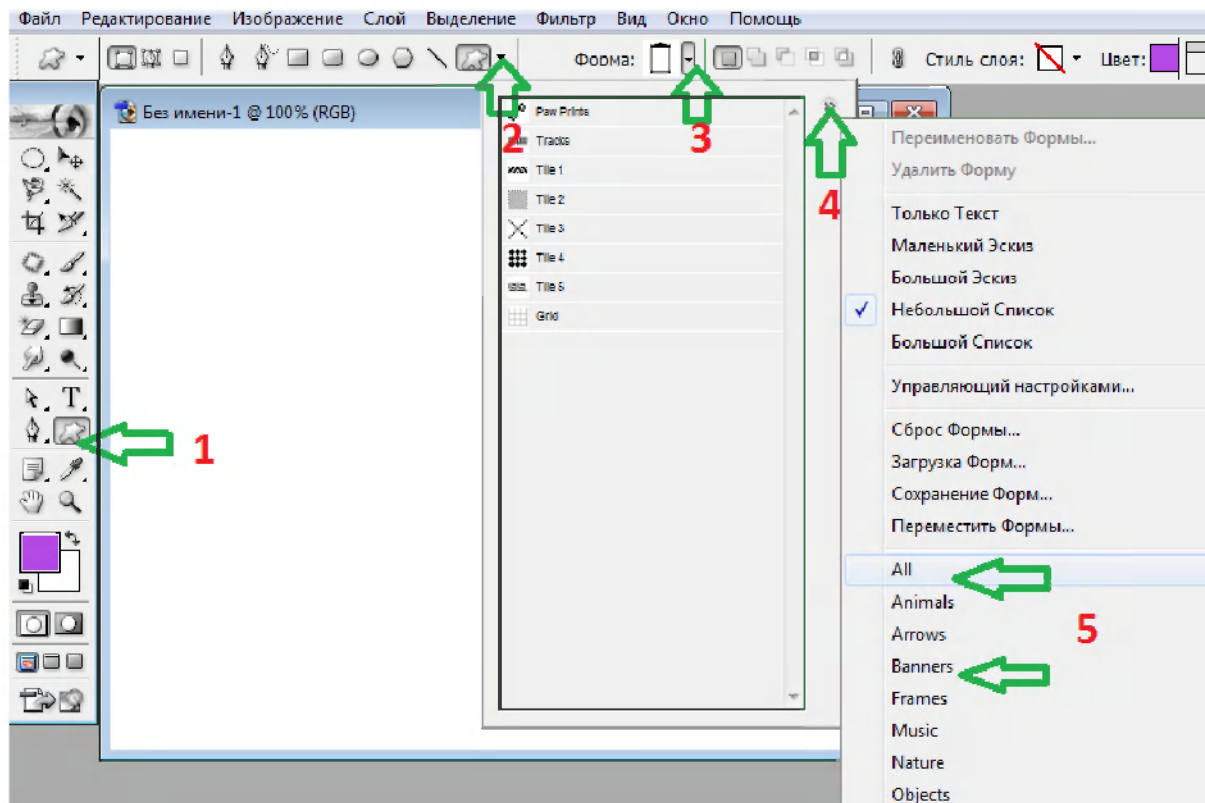 Файл Редактирование Изображение Слой Выделение Фильтр Вид Окно Помощь
Форма: Стиль слоя: Цвет:
Без имени-1 @ 100% (RGB)
2
3
4
1
5
Paw Prints
Tracks
Tile 1
Tile 2
Tile 3
Tile 4
Tile 5
Grid
Переименовать Формы...
Удалить Форму
Только Текст
Маленький Эскиз
Большой Эскиз
Небольшой Список
Большой Список
Управляющий настройками...
Сброс Формы...
Загрузка Форм...
Сохранение Форм...
Переместить Формы...
All
Animals
Arrows
Banners
Frames
Music
Nature
Objects